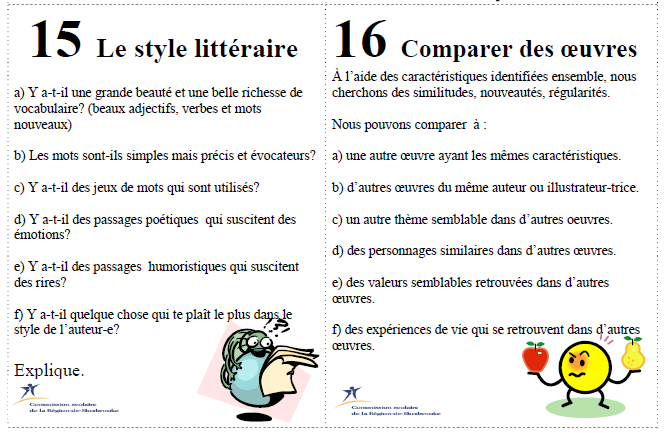 15 Le style littéraire
a) Y a-t-il une grande beauté et une belle richesse de
vocabulaire? (beaux adjectifs, verbes et mots
nouveaux)
b) Les mots sont-ils simples mais précis et évocateurs?
c) Y a-t-il des jeux de mots qui sont utilisés?
d) Y a-t-il des passages poétiques qui suscitent des
émotions?
e) Y a-t-il des passages humoristiques qui suscitent
des rires?
f) Y a-t-il quelque chose qui te plaît le plus dans le
style de l'auteur-e?
Explique.
Commission scolaire
de la Région-de-Sherbrooke
16 Comparer des œuvres
À l'aide des caractéristiques identifiées ensemble, nous
cherchons des similitudes, nouveautés, régularités.
Nous pouvons comparer à :
a) une autre œuvre ayant les mêmes caractéristiques.
b) d'autres œuvres du même auteur ou illustrateur-trice.
c) un autre thème semblable dans d'autres oeuvres.
d) des personnages similaires dans d'autres œuvres.
e) des valeurs semblables retrouvées dans d'autres
œuvres.
f) des expériences de vie qui se retrouvent dans d'autres
œuvres.
Commission scolaire
de la Région-de-Sherbrooke